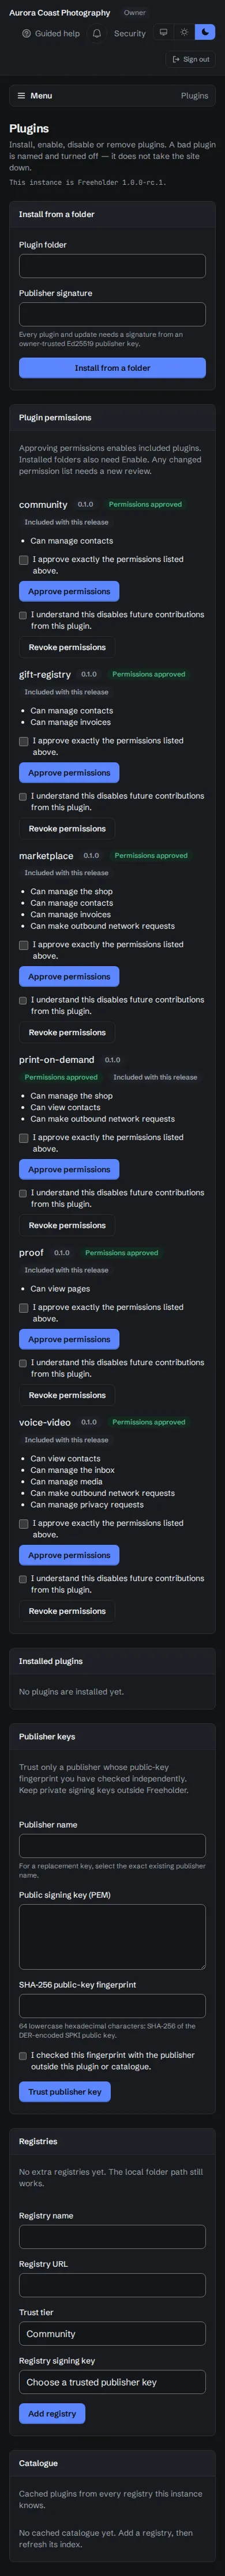 Aurora Coast Photography Owner
Guided help Security
Sign out
Menu Plugins
Plugins
Install, enable, disable or remove plugins. A bad plugin
is named and turned off — it does not take the site
down.
This instance is Freeholder 1.0.0-rc.1.
Install from a folder
Plugin folder
Publisher signature
Every plugin and update needs a signature from an
owner-trusted Ed25519 publisher key.
Install from a folder
Plugin permissions
Approving permissions enables included plugins.
Installed folders also need Enable. Any changed
permission list needs a new review.
community 0.1.0 Permissions approved
Included with this release
• Can manage contacts
I approve exactly the permissions listed
above.
Approve permissions
I understand this disables future contributions
from this plugin.
Revoke permissions
gift-registry 0.1.0 Permissions approved
Included with this release
• Can manage contacts
• Can manage invoices
I approve exactly the permissions listed
above.
Approve permissions
I understand this disables future contributions
from this plugin.
Revoke permissions
marketplace 0.1.0 Permissions approved
Included with this release
• Can manage the shop
• Can manage contacts
• Can manage invoices
• Can make outbound network requests
I approve exactly the permissions listed
above.
Approve permissions
I understand this disables future contributions
from this plugin.
Revoke permissions
print-on-demand 0.1.0
Permissions approved Included with this release
• Can manage the shop
• Can view contacts
• Can make outbound network requests
I approve exactly the permissions listed
above.
Approve permissions
I understand this disables future contributions
from this plugin.
Revoke permissions
proof 0.1.0 Permissions approved
Included with this release
• Can view pages
I approve exactly the permissions listed
above.
Approve permissions
I understand this disables future contributions
from this plugin.
Revoke permissions
voice-video 0.1.0 Permissions approved
Included with this release
• Can view contacts
• Can manage the inbox
• Can manage media
• Can make outbound network requests
• Can manage privacy requests
I approve exactly the permissions listed
above.
Approve permissions
I understand this disables future contributions
from this plugin.
Revoke permissions
Installed plugins
No plugins are installed yet.
Publisher keys
Trust only a publisher whose public-key
fingerprint you have checked independently.
Keep private signing keys outside Freeholder.
Publisher name
For a replacement key, select the exact existing publisher
name.
Public signing key (PEM)
SHA-256 public-key fingerprint
64 lowercase hexadecimal characters: SHA-256 of the
DER-encoded SPKI public key.
I checked this fingerprint with the publisher
outside this plugin or catalogue.
Trust publisher key
Registries
No extra registries yet. The local folder path still
works.
Registry name
Registry URL
Trust tier
Community
Registry signing key
Choose a trusted publisher key
Add registry
Catalogue
Cached plugins from every registry this instance
knows.
No cached catalogue yet. Add a registry, then
refresh its index.